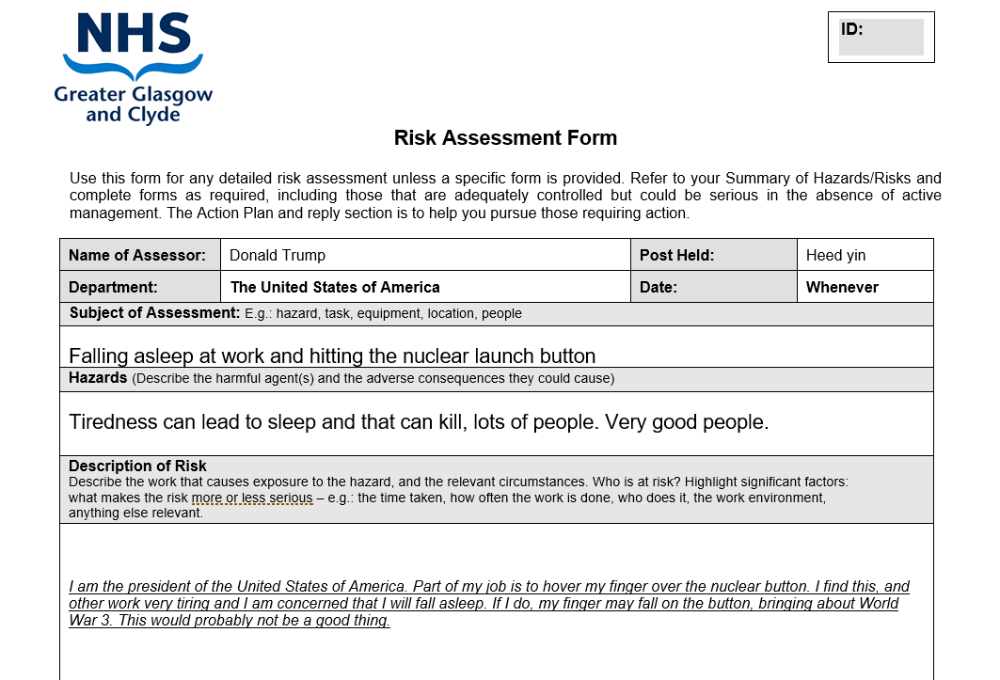 NHS
Greater Glasgow
and Clyde
ID:
Risk Assessment Form
Use this form for any detailed risk assessment unless a specific form is provided. Refer to your Summary of Hazards/Risks and
complete forms as required, including those that are adequately controlled but could be serious in the absence of active
management. The Action Plan and reply section is to help you pursue those requiring action.
Name of Assessor: Donald Trump Post Held: Heed yin
Department: The United States of America Date: Whenever
Subject of Assessment: E.g.: hazard, task, equipment, location, people
Falling asleep at work and hitting the nuclear launch button
Hazards (Describe the harmful agent(s) and the adverse consequences they could cause)
Tiredness can lead to sleep and that can kill, lots of people. Very good people.
Description of Risk
Describe the work that causes exposure to the hazard, and the relevant circumstances. Who is at risk? Highlight significant factors:
what makes the risk more or less serious – e.g.: the time taken, how often the work is done, who does it, the work environment,
anything else relevant.
I am the president of the United States of America. Part of my job is to hover my finger over the nuclear button. I find this, and
other work very tiring and I am concerned that I will fall asleep. If I do, my finger may fall on the button, bringing about World
War 3. This would probably not be a good thing.